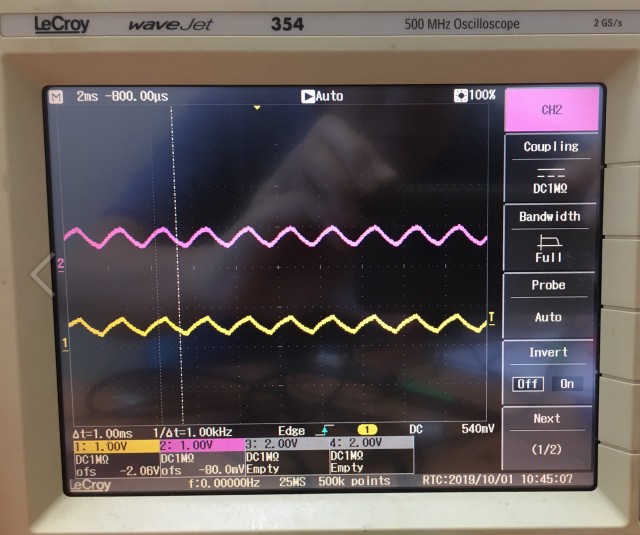 LeCroy waveJet 354 500 MHz Oscilloscope 2 GS/s
M 2ms -800.00µs Auto 100%
CH2
Coupling
DC1MΩ
Bandwidth
Full
Probe
Auto
Invert
Off On
Next
(1/2)
2
1
T
Δt=1.00ms 1/Δt=1.00kHz Edge 1 DC 540mV
1: 1.00V 2: 1.00V 3: 2.00V 4: 2.00V
DC1MΩ DC1MΩ DC1MΩ DC1MΩ
ofs -2.08V ofs -80.0mV Empty Empty
LeCroy f:0.00000Hz 25MS 500k points RTC:2019/10/01 10:45:07